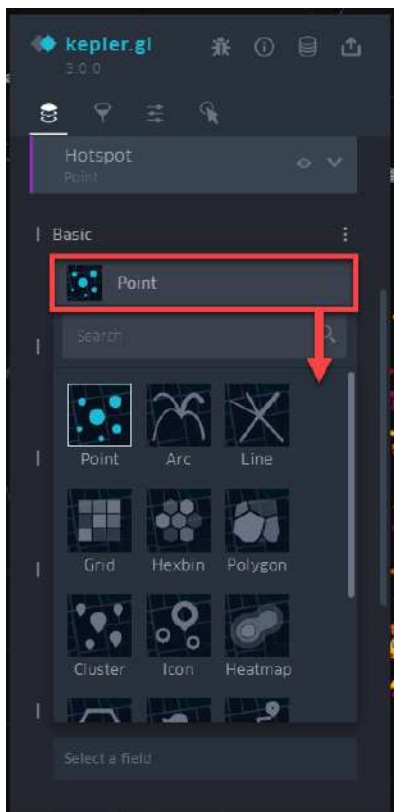 kepler.gl
3.0.0
Hotspot
Point
Basic
Point
Search
Point Arc Line
Grid Hexbin Polygon
Cluster Icon Heatmap
Select a field